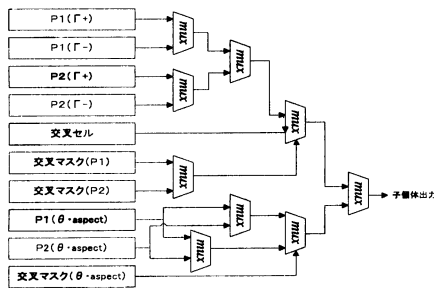 P1(Γ+)
P1(Γ-)
P2(Γ+)
P2(Γ-)
交叉セル
交叉マスク(P1)
交叉マスク(P2)
P1(θ・aspect)
P2(θ・aspect)
交叉マスク(θ・aspect)
mux
mux
mux
mux
mux
mux
mux
mux
mux
子個体出力